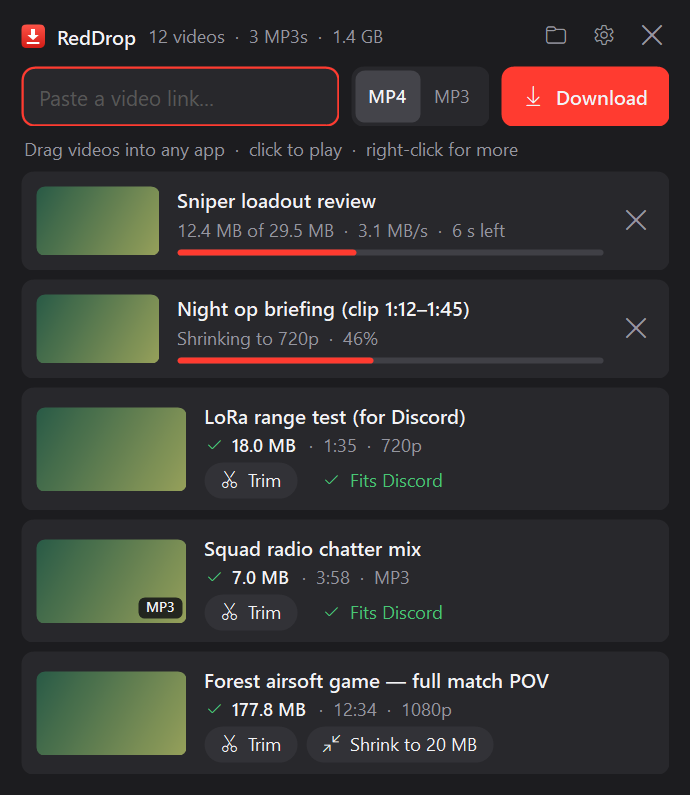 RedDrop 12 videos · 3 MP3s · 1.4 GB
Paste a video link... MP4 MP3 Download
Drag videos into any app · click to play · right-click for more
Sniper loadout review
12.4 MB of 29.5 MB · 3.1 MB/s · 6 s left
Night op briefing (clip 1:12–1:45)
Shrinking to 720p · 46%
LoRa range test (for Discord)
18.0 MB · 1:35 · 720p
Trim Fits Discord
Squad radio chatter mix
7.0 MB · 3:58 · MP3
MP3
Trim Fits Discord
Forest airsoft game — full match POV
177.8 MB · 12:34 · 1080p
Trim Shrink to 20 MB